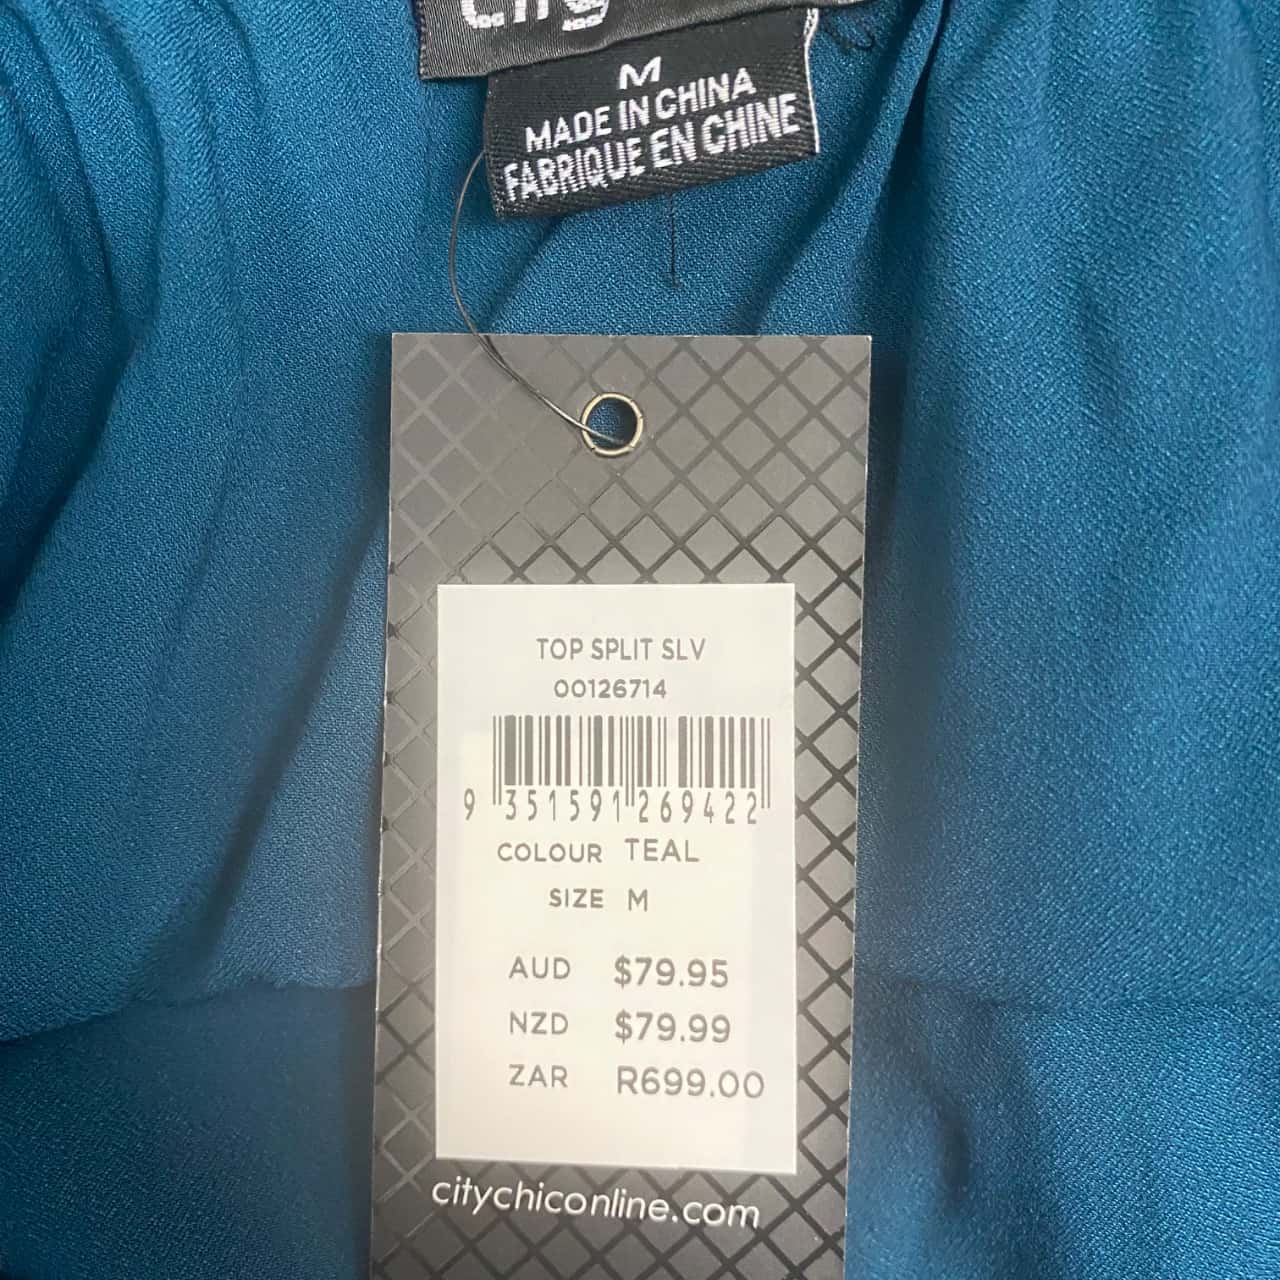 M
MADE IN CHINA
FABRIQUE EN CHINE
TOP SPLIT SLV
00126714
9 351591 269422
COLOUR TEAL
SIZE M
AUD $79.95
NZD $79.99
ZAR R699.00
citychiconline.com